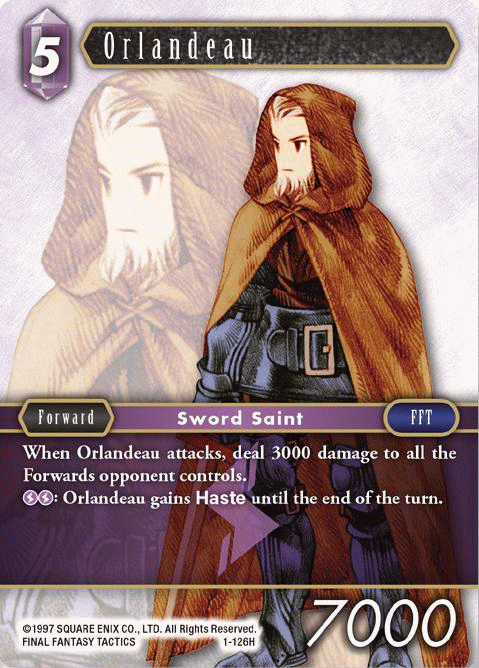 5
Orlandeau
Forward
Sword Saint
FFT
When Orlandeau attacks, deal 3000 damage to all the
Forwards opponent controls.
: Orlandeau gains Haste until the end of the turn.
©1997 SQUARE ENIX CO., LTD. All Rights Reserved.
FINAL FANTASY TACTICS 1-126H
7000